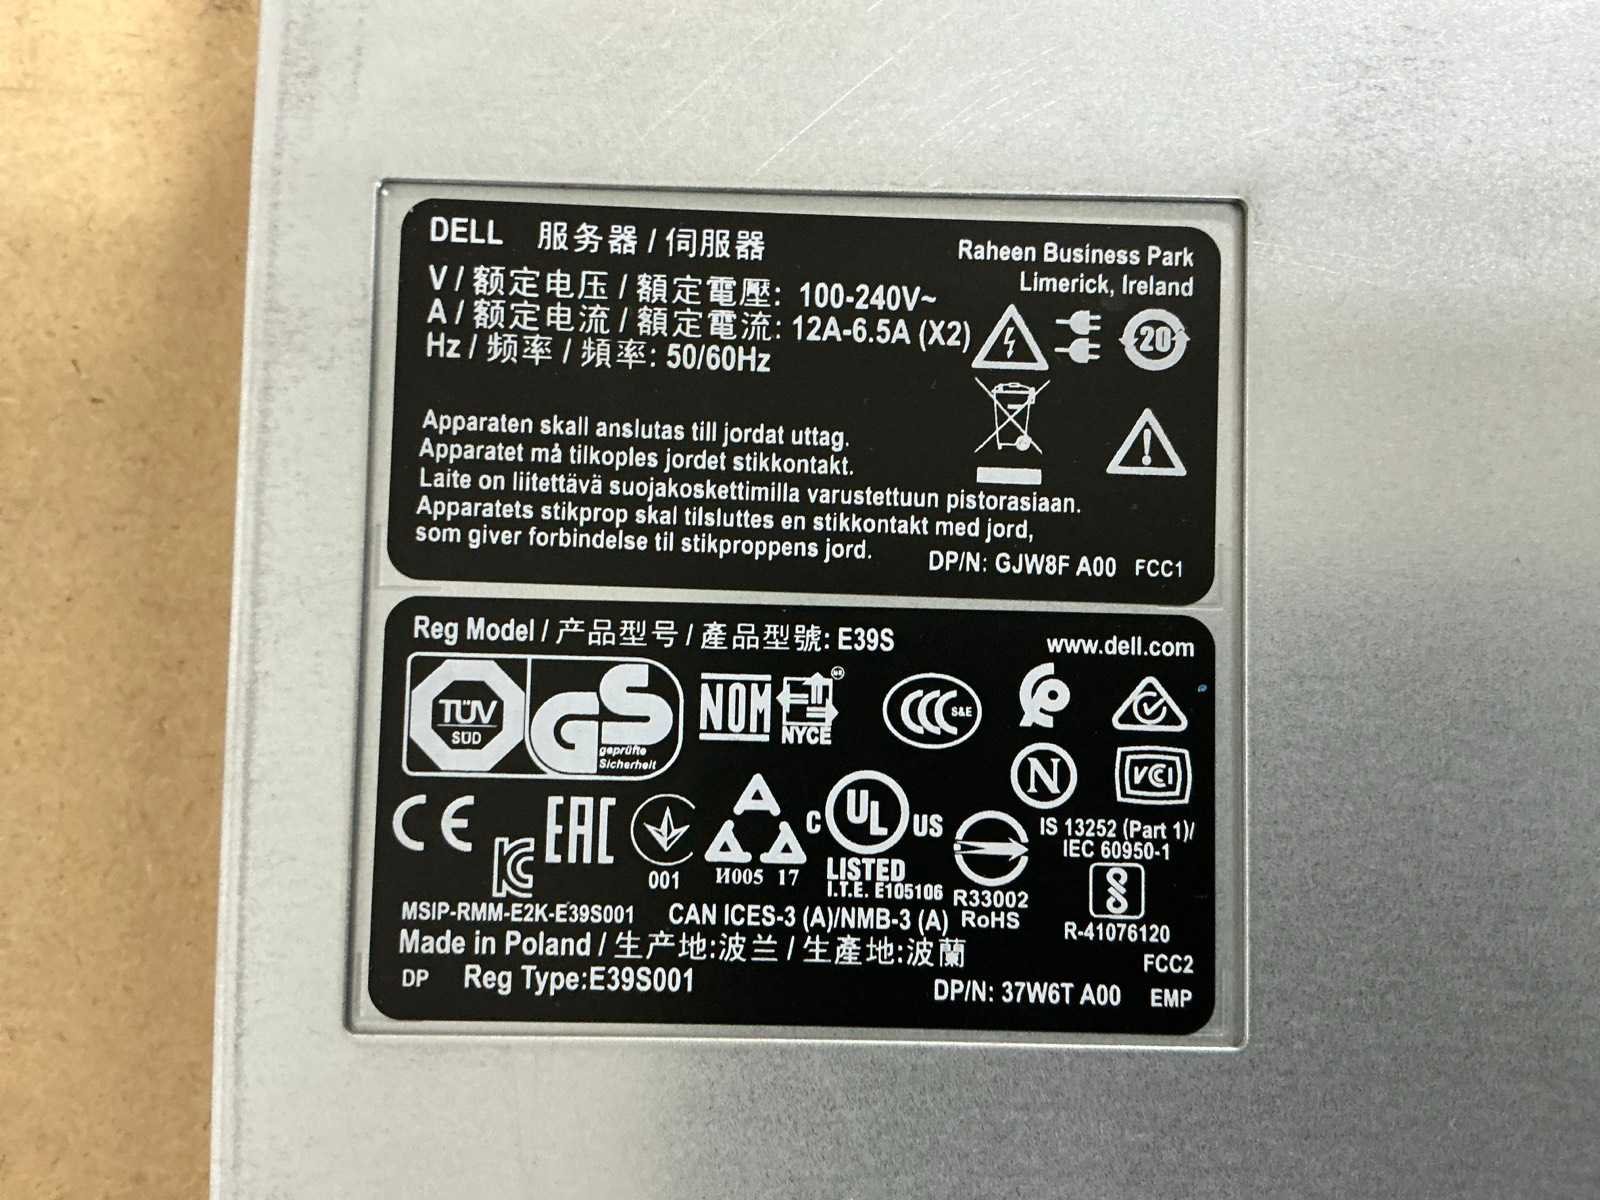 DELL 服务器 / 伺服器
Raheen Business Park
Limerick, Ireland
V / 额定电压 / 額定電壓: 100-240V~
A / 额定电流 / 額定電流: 12A-6.5A (X2)
Hz / 频率 / 頻率: 50/60Hz
20
Apparaten skall anslutas till jordat uttag.
Apparatet må tilkoples jordet stikkontakt.
Laite on liitettävä suojakoskettimilla varustettuun pistorasiaan.
Apparatets stikprop skal tilsluttes en stikkontakt med jord,
som giver forbindelse til stikproppens jord.
DP/N: GJW8F A00 FCC1
Reg Model / 产品型号 / 產品型號: E39S
www.dell.com
TÜV
SÜD
GS
geprüfte
Sicherheit
NOM
NYCE
CCC S&E
N
VCCI
CE
EAC
KC
001
И005 17
C UL US
LISTED
I.T.E. E105106
R33002
RoHS
IS 13252 (Part 1)/
IEC 60950-1
R-41076120
MSIP-RMM-E2K-E39S001 CAN ICES-3 (A)/NMB-3 (A)
Made in Poland / 生产地:波兰 / 生產地:波蘭
FCC2
DP Reg Type:E39S001
DP/N: 37W6T A00 EMP